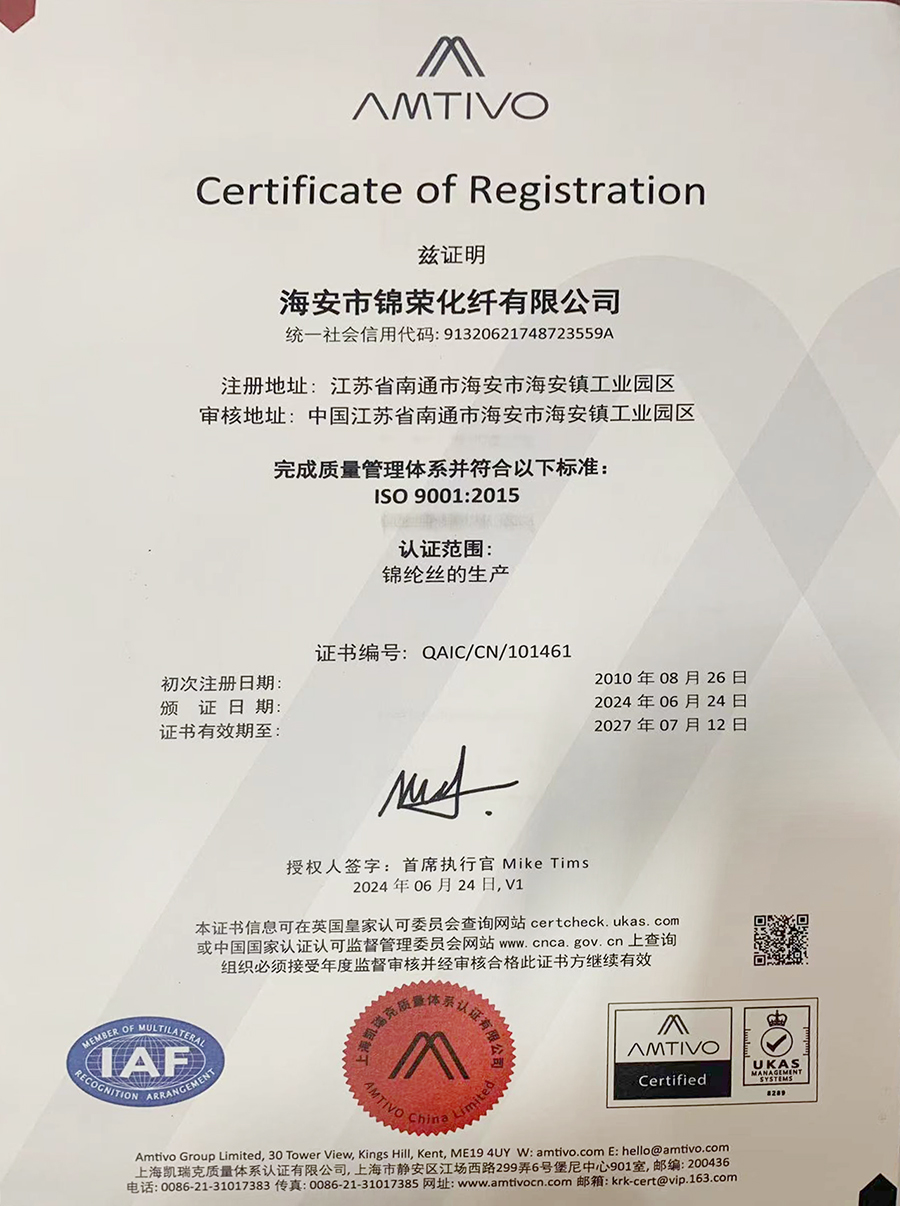 AMTIVO
Certificate of Registration
兹证明
海安市锦荣化纤有限公司
统一社会信用代码: 91320621748723559A
注册地址：江苏省南通市海安市海安镇工业园区
审核地址：中国江苏省南通市海安市海安镇工业园区
完成质量管理体系并符合以下标准：
ISO 9001:2015
认证范围：
锦纶丝的生产
证书编号: QAIC/CN/101461
初次注册日期: 2010 年 08 月 26 日
颁 证 日 期: 2024 年 06 月 24 日
证书有效期至: 2027 年 07 月 12 日
授权人签字：首席执行官 Mike Tims
2024 年 06 月 24 日, V1
本证书信息可在英国皇家认可委员会查询网站 certcheck.ukas.com
或中国国家认证认可监督管理委员会网站 www.cnca.gov.cn 上查询
组织必须接受年度监督审核并经审核合格此证书方继续有效
MEMBER OF MULTILATERAL
IAF
RECOGNITION ARRANGEMENT
上海凯瑞克质量体系认证有限公司
AMTIVO China Limited
AMTIVO
Certified
UKAS
MANAGEMENT
SYSTEMS
8289
Amtivo Group Limited, 30 Tower View, Kings Hill, Kent, ME19 4UY W: amtivo.com E: hello@amtivo.com
上海凯瑞克质量体系认证有限公司, 上海市静安区江场西路299弄6号堡尼中心901室, 邮编: 200436
电话: 0086-21-31017383 传真: 0086-21-31017385 网址: www.amtivocn.com 邮箱: krk-cert@vip.163.com